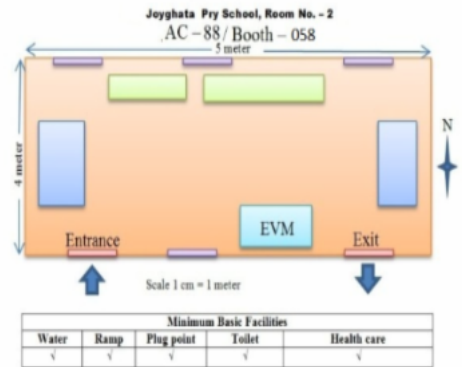 Joyghata Pry School, Room No. - 2
AC - 88/ Booth - 058
5 meter
4 meter
N
EVM
Entrance
Exit
Scale 1 cm = 1 meter
Minimum Basic Facilities
Water Ramp Plug point Toilet Health care
√ √ √ √ √